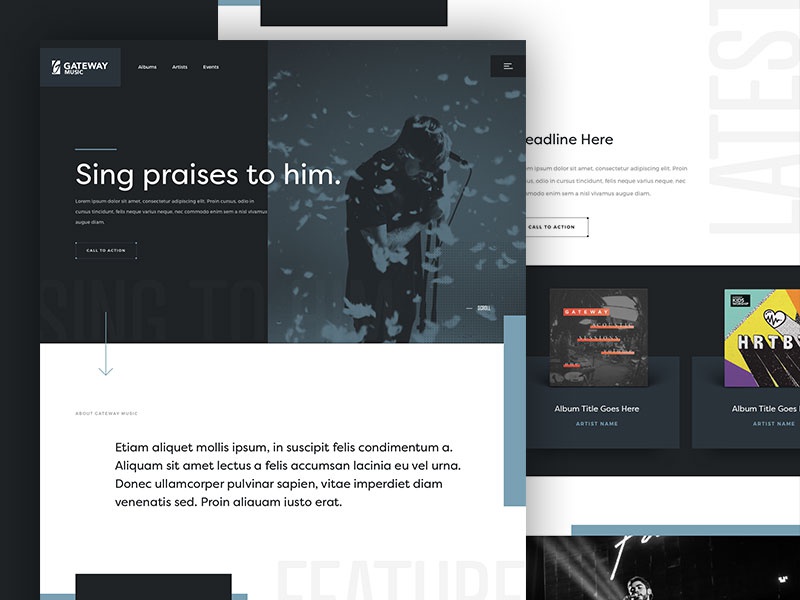 GATEWAY
MUSIC
Albums Artists Events
Sing praises to him.
Lorem ipsum dolor sit amet, consectetur adipiscing elit. Proin cursus, odio in
cursus tincidunt, felis neque varius neque, nec commodo enim sem a nisl vivamus
augue diam.
CALL TO ACTION
SING TO
SCROLL
ABOUT GATEWAY MUSIC
Etiam aliquet mollis ipsum, in suscipit felis condimentum a.
Aliquam sit amet lectus a felis accumsan lacinia eu vel urna.
Donec ullamcorper pulvinar sapien, vitae imperdiet diam
venenatis sed. Proin aliquam justo erat.
FEATURE
LATEST
eadline Here
em ipsum dolor sit amet, consectetur adipiscing elit. Proin
in cursus tincidunt, felis neque varius neque, nec
mmodo enim sem a nisl vivamus augue diam.
CALL TO ACTION
GATEWAY
Album Title Goes Here
ARTIST NAME
GATEWAY
KIDS
WORSHIP
HRTB
Album Title Goes
ARTIST NAME